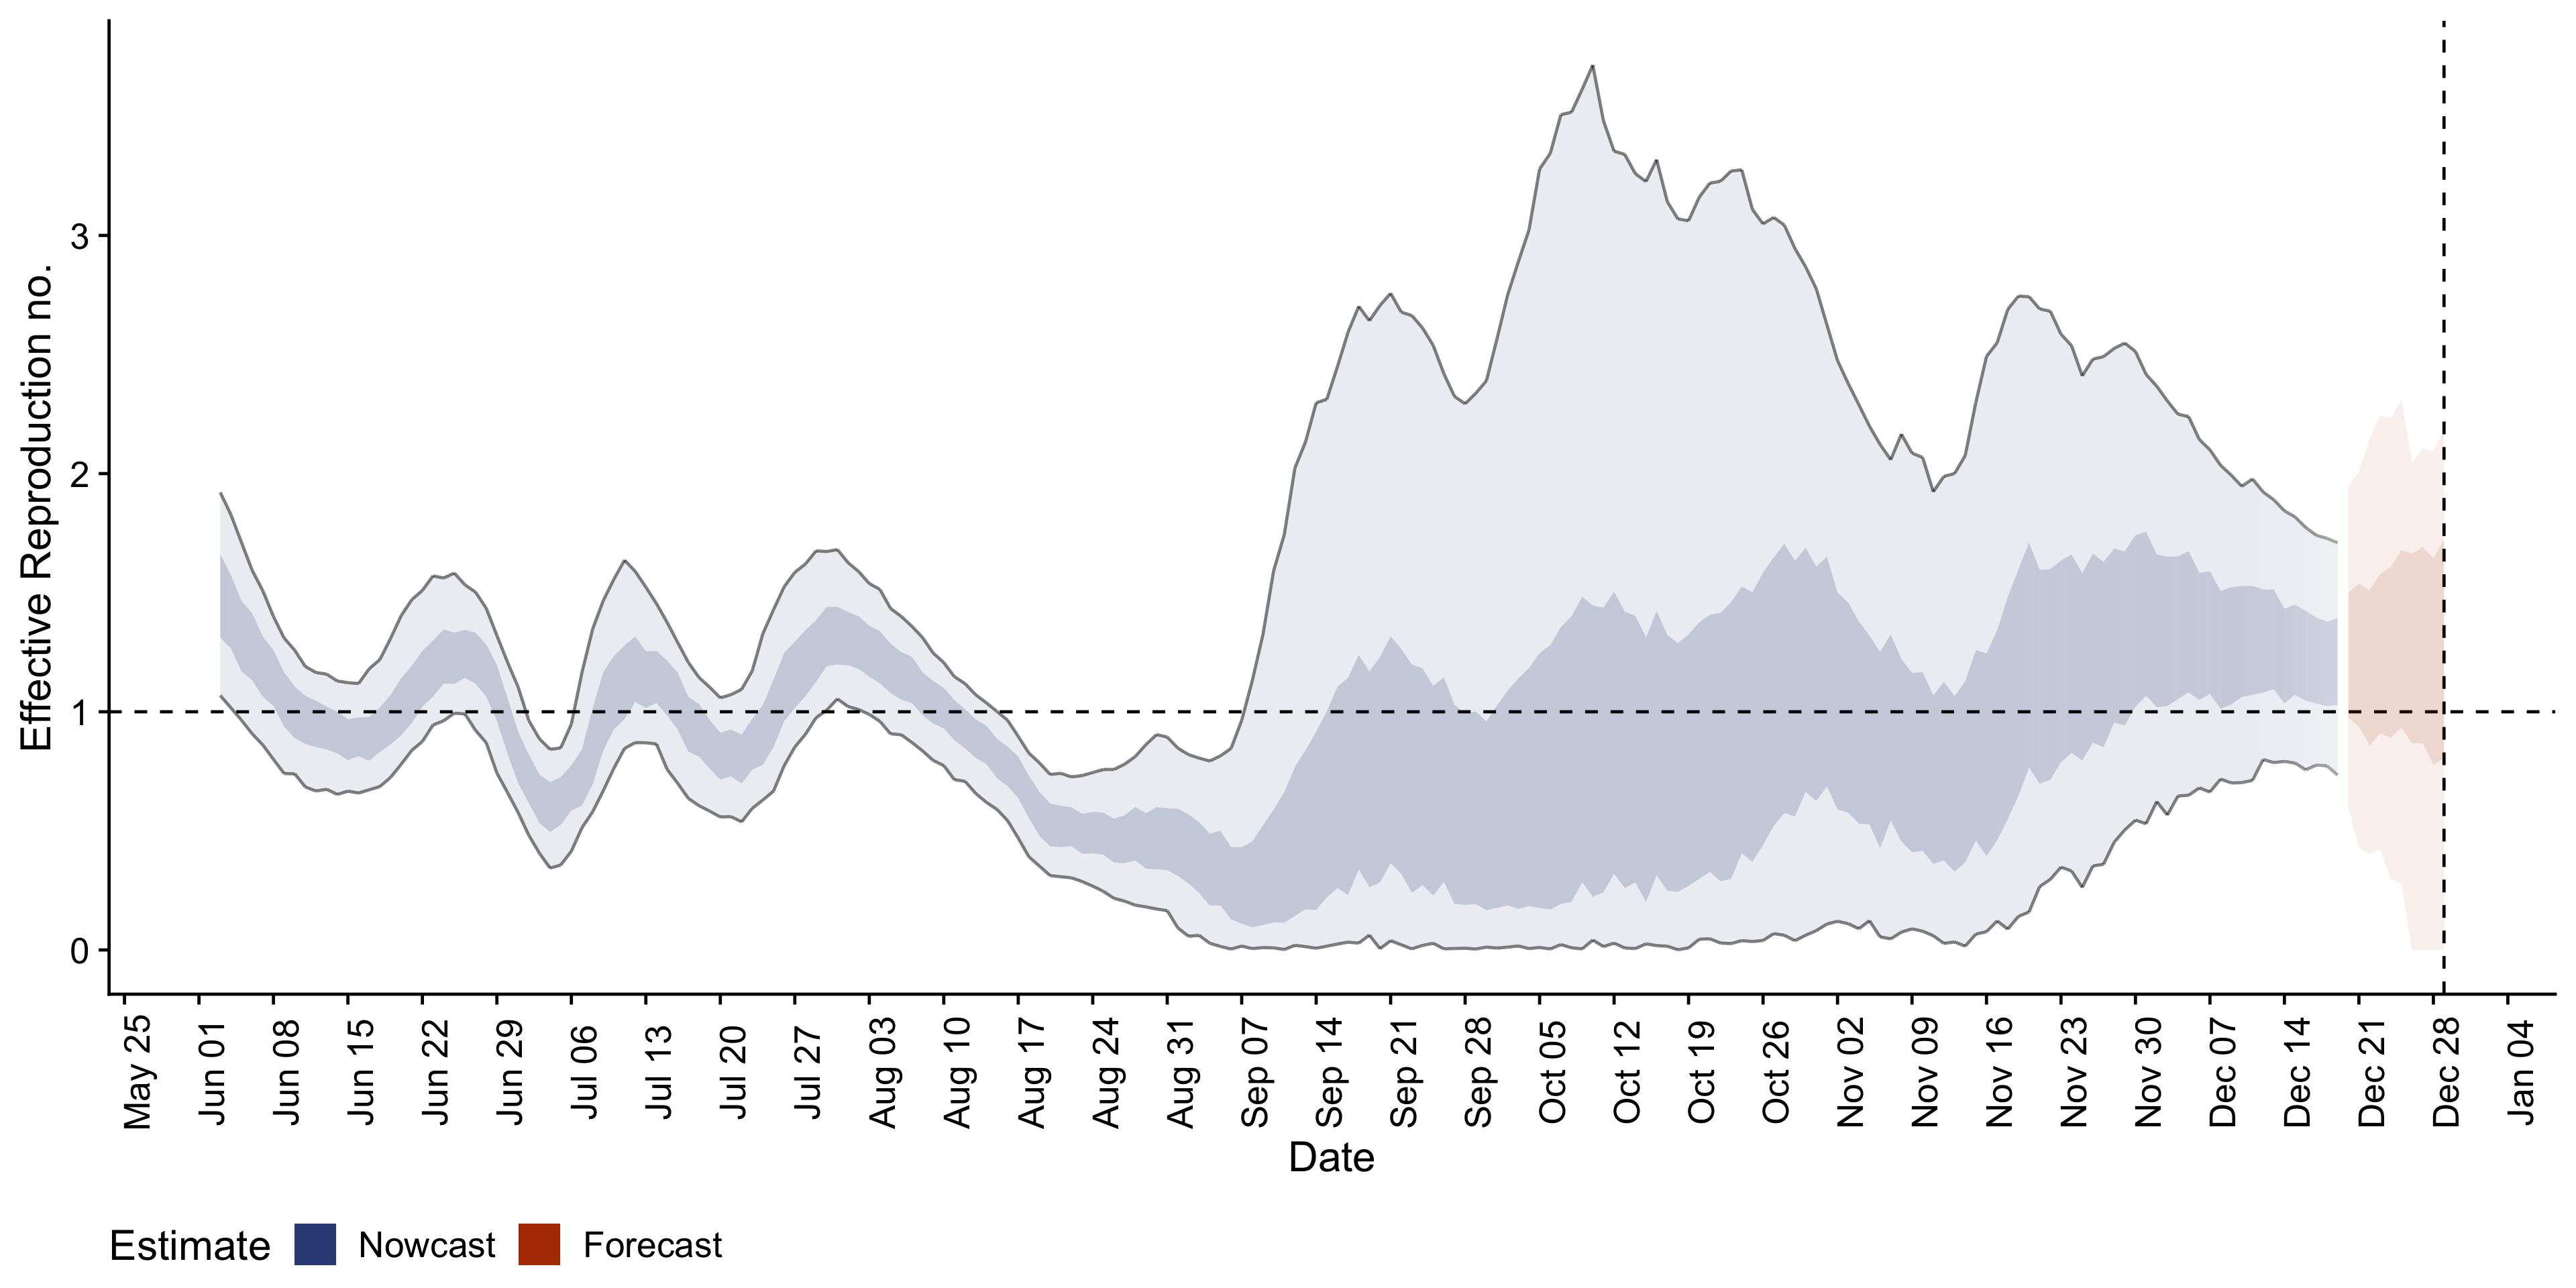 Effective Reproduction no.
3
2
1
0
May 25
Jun 01
Jun 08
Jun 15
Jun 22
Jun 29
Jul 06
Jul 13
Jul 20
Jul 27
Aug 03
Aug 10
Aug 17
Aug 24
Aug 31
Sep 07
Sep 14
Sep 21
Sep 28
Oct 05
Oct 12
Oct 19
Oct 26
Nov 02
Nov 09
Nov 16
Nov 23
Nov 30
Dec 07
Dec 14
Dec 21
Dec 28
Jan 04
Date
Estimate Nowcast Forecast